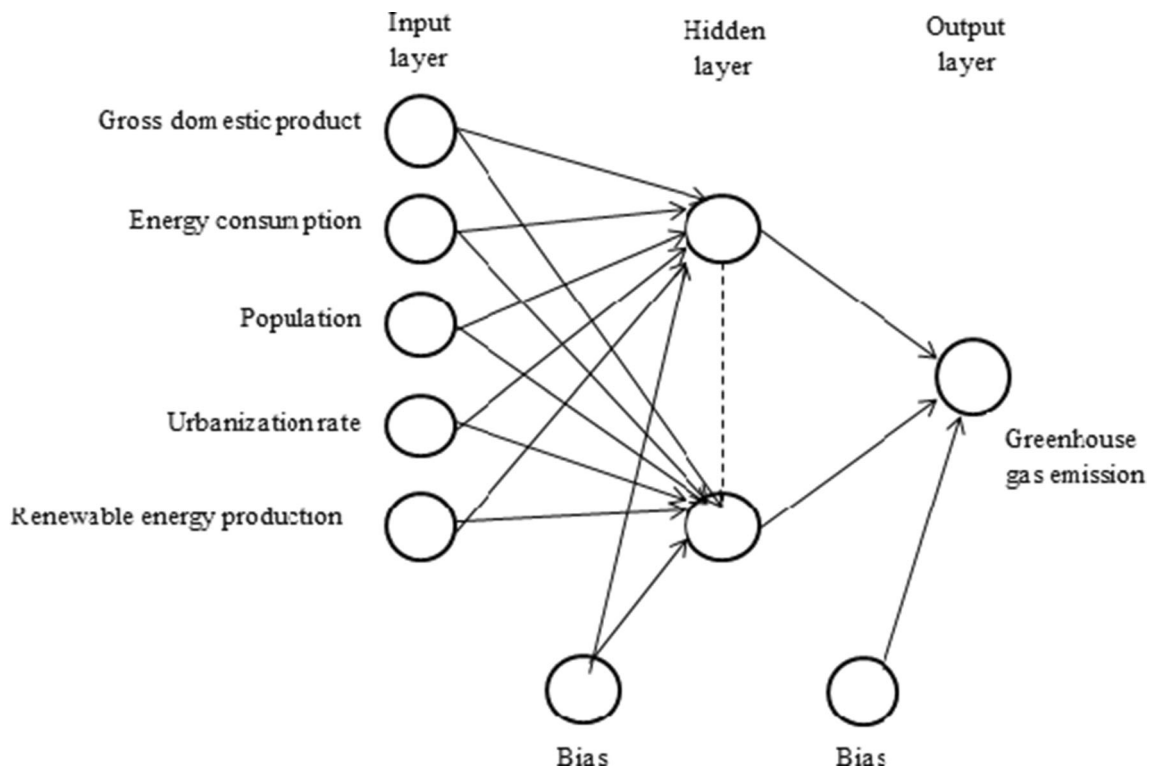 Input
layer
Hidden
layer
Output
layer
Gross domestic product
Energy consumption
Population
Urbanization rate
Renewable energy production
Greenhouse
gas emission
Bias
Bias